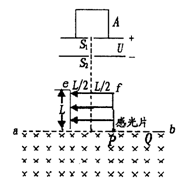 A
S₁ + U
S₂ −
e L/2 L/2 f
L
感光片
a P Q b